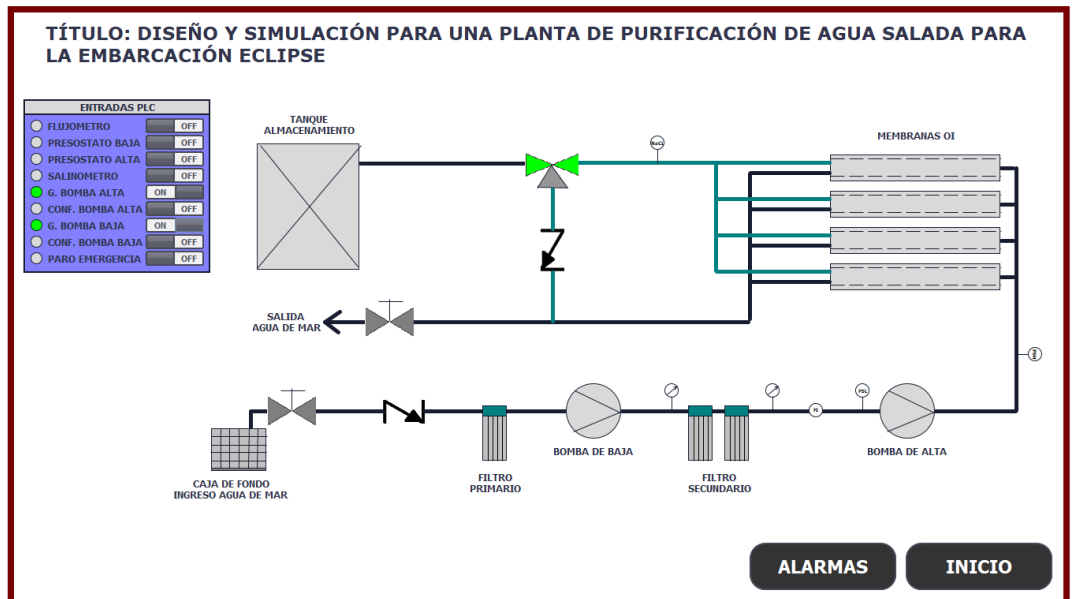 TÍTULO: DISEÑO Y SIMULACIÓN PARA UNA PLANTA DE PURIFICACIÓN DE AGUA SALADA PARA
LA EMBARCACIÓN ECLIPSE
ENTRADAS PLC
FLUJOMETRO OFF
PRESOSTATO BAJA OFF
PRESOSTATO ALTA OFF
SALINOMETRO OFF
G. BOMBA ALTA ON
CONF. BOMBA ALTA OFF
G. BOMBA BAJA ON
CONF. BOMBA BAJA OFF
PARO EMERGENCIA OFF
TANQUE
ALMACENAMIENTO
NaCL
MEMBRANAS OI
SALIDA
AGUA DE MAR
PSH
PSL
FI
BOMBA DE BAJA
BOMBA DE ALTA
FILTRO
PRIMARIO
FILTRO
SECUNDARIO
CAJA DE FONDO
INGRESO AGUA DE MAR
ALARMAS
INICIO